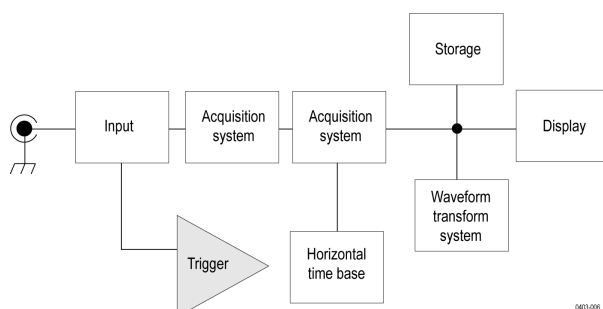 Storage
Input
Acquisition
system
Acquisition
system
Display
Waveform
transform
system
Trigger
Horizontal
time base
0403-006